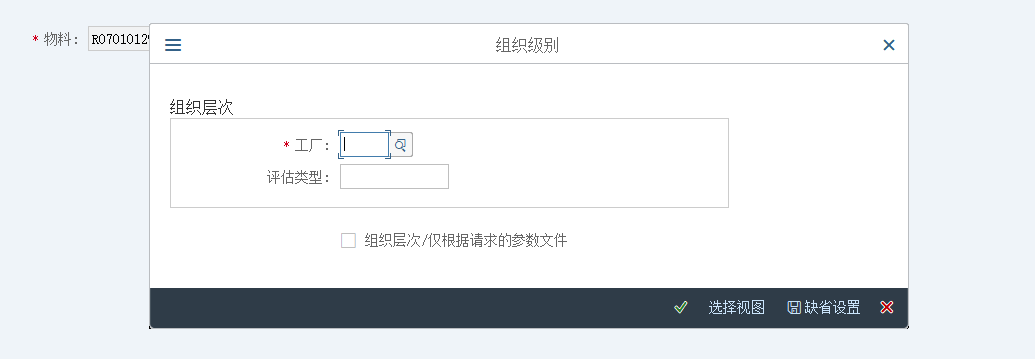 组织级别
* 物料： R0701012
组织层次
* 工厂：
评估类型：
组织层次/仅根据请求的参数文件
选择视图 缺省设置